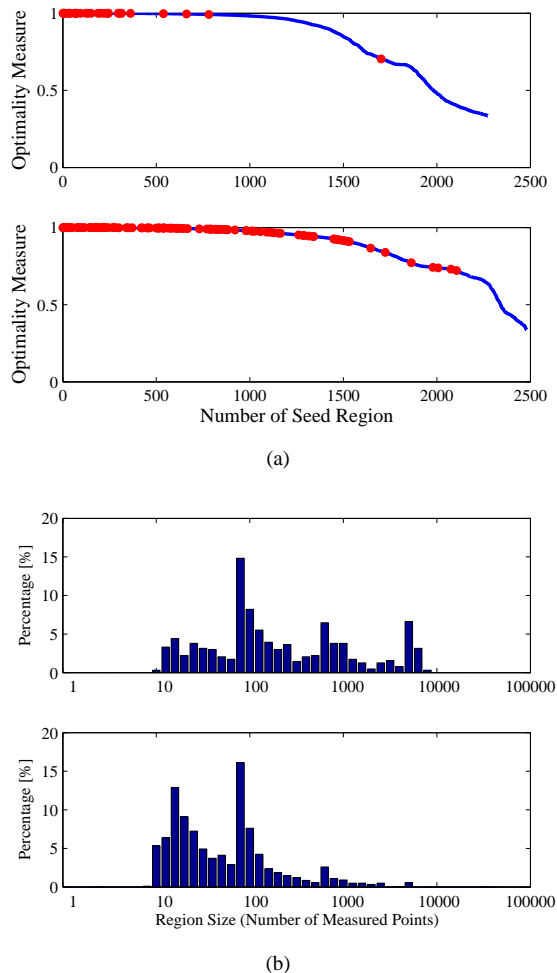 1
0.5
0
Optimality Measure
0 500 1000 1500 2000 2500
1
0.5
0
Optimality Measure
0 500 1000 1500 2000 2500
Number of Seed Region
(a)
20
15
10
5
0
Percentage [%]
1 10 100 1000 10000 100000
20
15
10
5
0
Percentage [%]
1 10 100 1000 10000 100000
Region Size (Number of Measured Points)
(b)